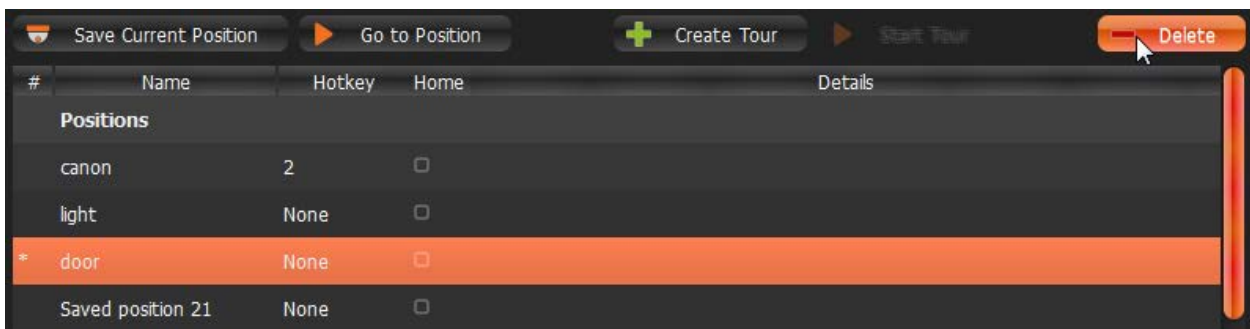 Save Current Position Go to Position Create Tour Start Tour Delete
# Name Hotkey Home Details
Positions
canon 2
light None
* door None
Saved position 21 None